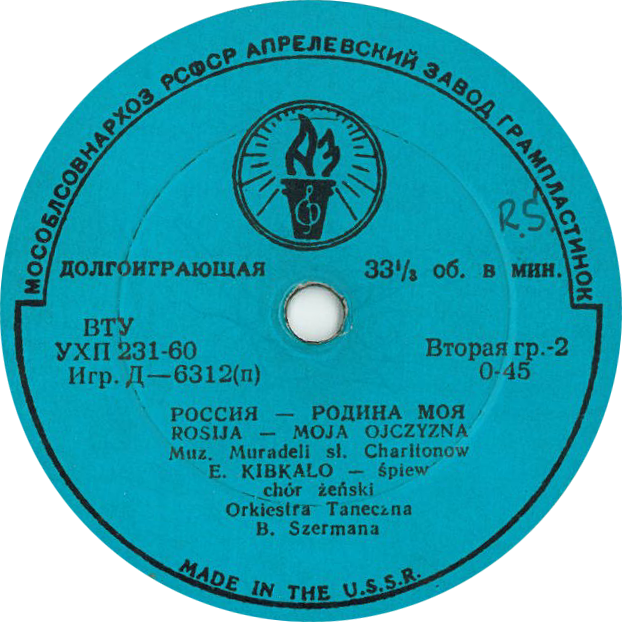 МОСОБЛСОВНАРХОЗ РСФСР АПРЕЛЕВСКИЙ ЗАВОД ГРАМПЛАСТИНОК
АЗ
R.S.
ДОЛГОИГРАЮЩАЯ 33⅓ об. в мин.
ВТУ
УХП 231-60 Вторая гр.-2
Игр. Д—6312(п) 0-45
РОССИЯ — РОДИНА МОЯ
ROSIJA — MOJA OJCZYZNA
Muz. Muradeli sł. Charitonow
E. KIBKAŁO — śpiew
chór żeński
Orkiestra Taneczna
B. Szermana
MADE IN THE U.S.S.R.